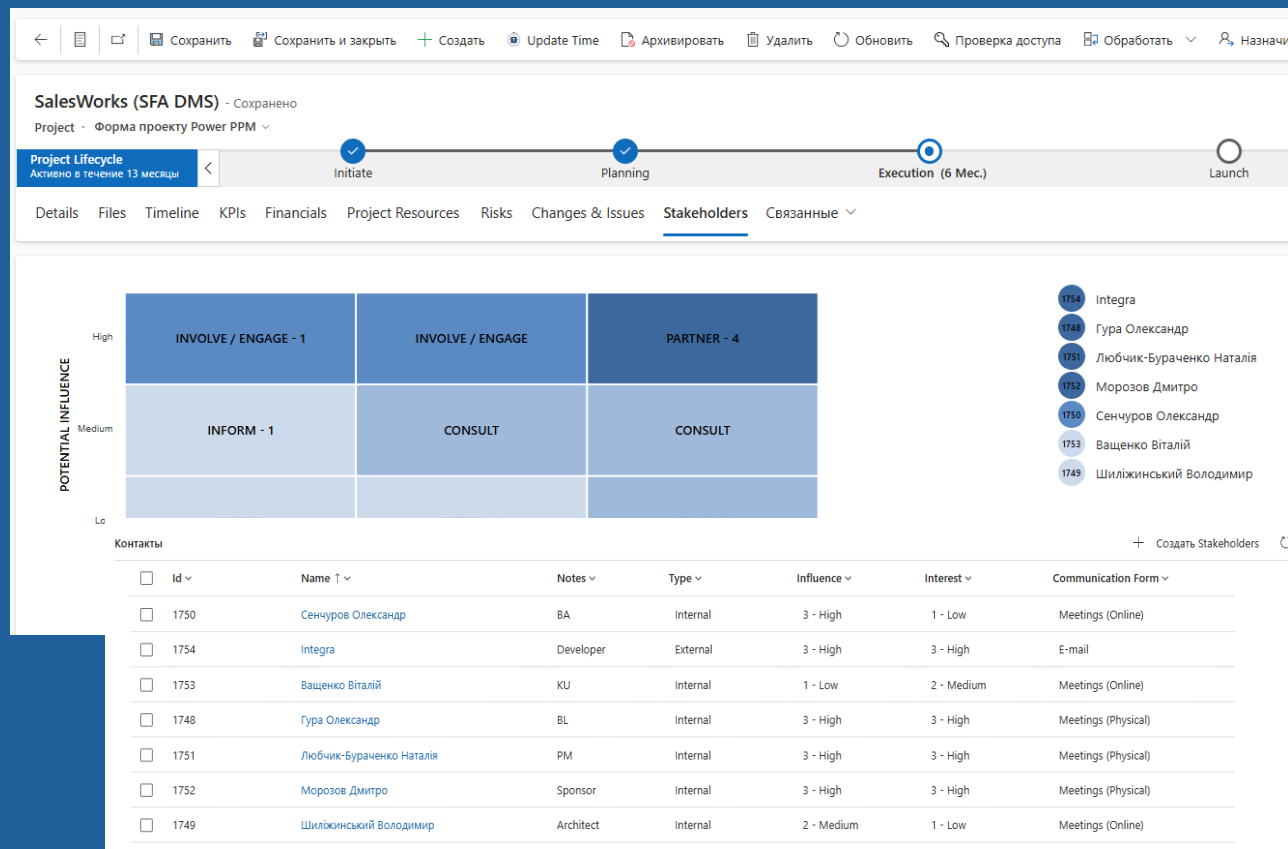 Сохранить Сохранить и закрыть Создать Update Time Архивировать Удалить Обновить Проверка доступа Обработать Назначи
SalesWorks (SFA DMS) - Сохранено
Project · Форма проекту Power PPM
Project Lifecycle
Активно в течение 13 месяцы
Initiate Planning Execution (6 Мес.) Launch
Details Files Timeline KPIs Financials Project Resources Risks Changes & Issues Stakeholders Связанные
POTENTIAL INFLUENCE
High INVOLVE / ENGAGE - 1 INVOLVE / ENGAGE PARTNER - 4
Medium INFORM - 1 CONSULT CONSULT
1754 Integra
1748 Гура Олександр
1751 Любчик-Бураченко Наталія
1752 Морозов Дмитро
1750 Сенчуров Олександр
1753 Ващенко Віталій
1749 Шиліжинський Володимир
Контакты + Создать Stakeholders
Id Name ↑ Notes Type Influence Interest Communication Form
1750 Сенчуров Олександр BA Internal 3 - High 1 - Low Meetings (Online)
1754 Integra Developer External 3 - High 3 - High E-mail
1753 Ващенко Віталій KU Internal 1 - Low 2 - Medium Meetings (Online)
1748 Гура Олександр BL Internal 3 - High 3 - High Meetings (Physical)
1751 Любчик-Бураченко Наталія PM Internal 3 - High 3 - High Meetings (Physical)
1752 Морозов Дмитро Sponsor Internal 3 - High 3 - High Meetings (Physical)
1749 Шиліжинський Володимир Architect Internal 2 - Medium 1 - Low Meetings (Online)